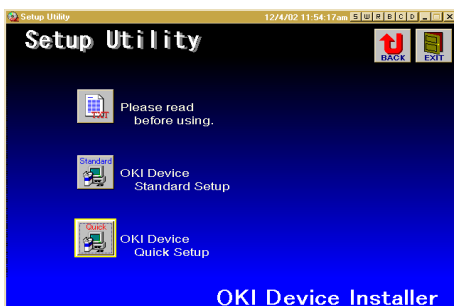 Setup Utility 12/4/02 11:54:17am S W R B C D
Setup Utility
BACK EXIT
TXT
Please read
before using.
Standard
OKI Device
Standard Setup
Quick
OKI Device
Quick Setup
OKI Device Installer